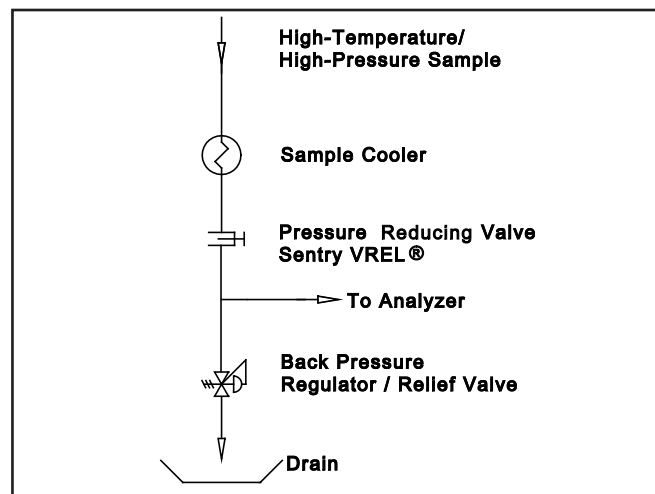 High-Temperature/
High-Pressure Sample
Sample Cooler
Pressure Reducing Valve
Sentry VREL®
To Analyzer
Back Pressure
Regulator / Relief Valve
Drain